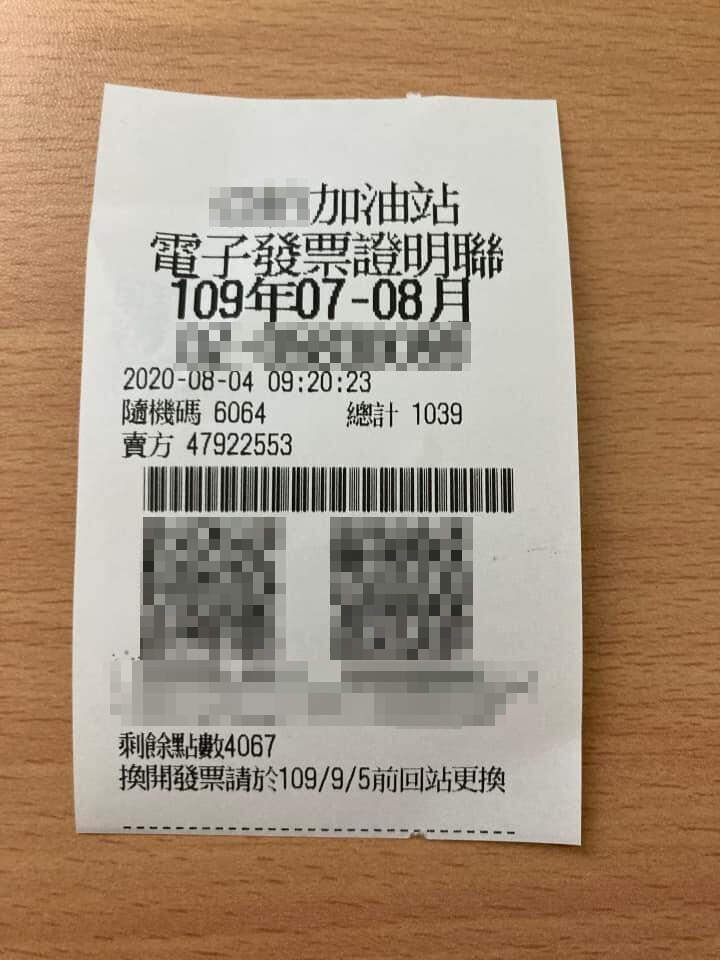 加油站
電子發票證明聯
109年07-08月
2020-08-04 09:20:23
隨機碼 6064 總計 1039
賣方 47922553
剩餘點數4067
換開發票請於109/9/5前回站更換